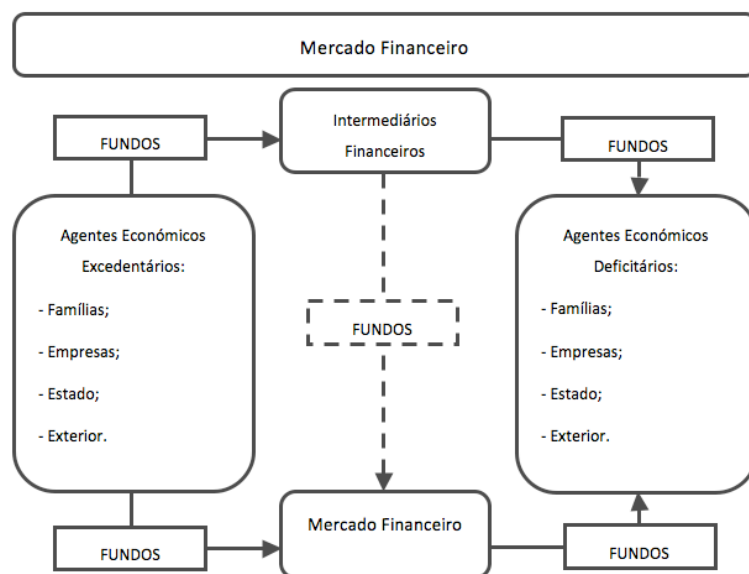 Mercado Financeiro
FUNDOS
Intermediários
Financeiros
FUNDOS
Agentes Económicos
Excedentários:
- Famílias;
- Empresas;
- Estado;
- Exterior.
FUNDOS
Agentes Económicos
Deficitários:
- Famílias;
- Empresas;
- Estado;
- Exterior.
FUNDOS
Mercado Financeiro
FUNDOS